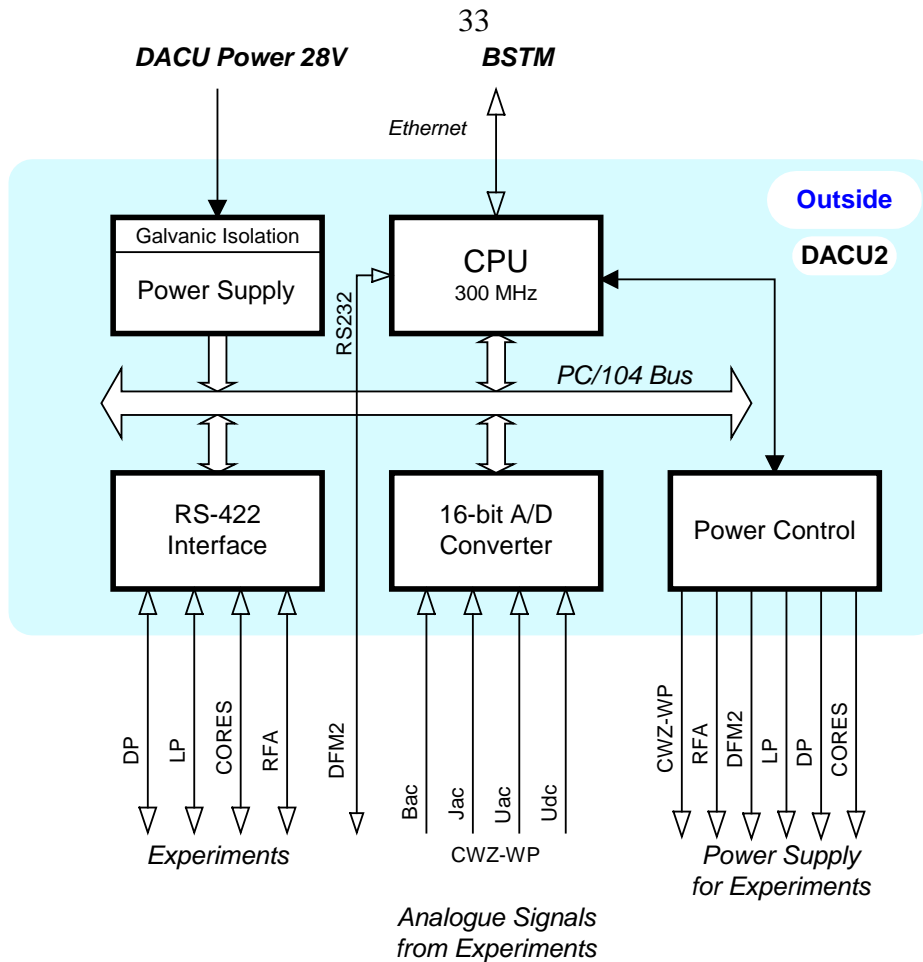 33
DACU Power 28V
BSTM
Ethernet
Outside
DACU2
Galvanic Isolation
Power Supply
CPU
300 MHz
RS232
PC/104 Bus
RS-422
Interface
16-bit A/D
Converter
Power Control
DP
LP
CORES
RFA
DFM2
Bac
Jac
Uac
Udc
CWZ-WP
RFA
DFM2
LP
DP
CORES
Experiments
CWZ-WP
Power Supply
for Experiments
Analogue Signals
from Experiments